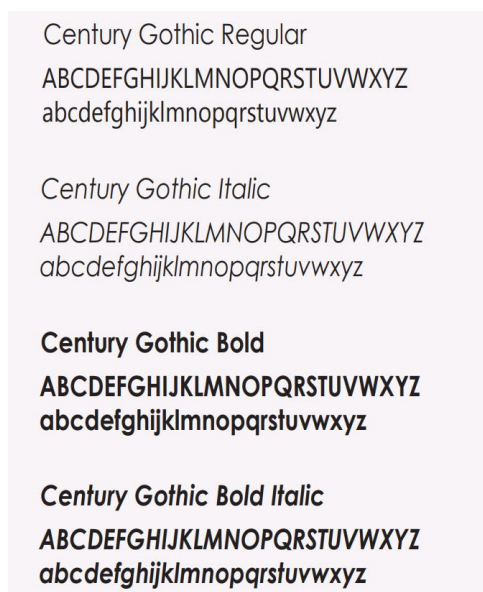 Century Gothic Regular
ABCDEFGHIJKLMNOPQRSTUVWXYZ
abcdefghijklmnopqrstuvwxyz
Century Gothic Italic
ABCDEFGHIJKLMNOPQRSTUVWXYZ
abcdefghijklmnopqrstuvwxyz
Century Gothic Bold
ABCDEFGHIJKLMNOPQRSTUVWXYZ
abcdefghijklmnopqrstuvwxyz
Century Gothic Bold Italic
ABCDEFGHIJKLMNOPQRSTUVWXYZ
abcdefghijklmnopqrstuvwxyz